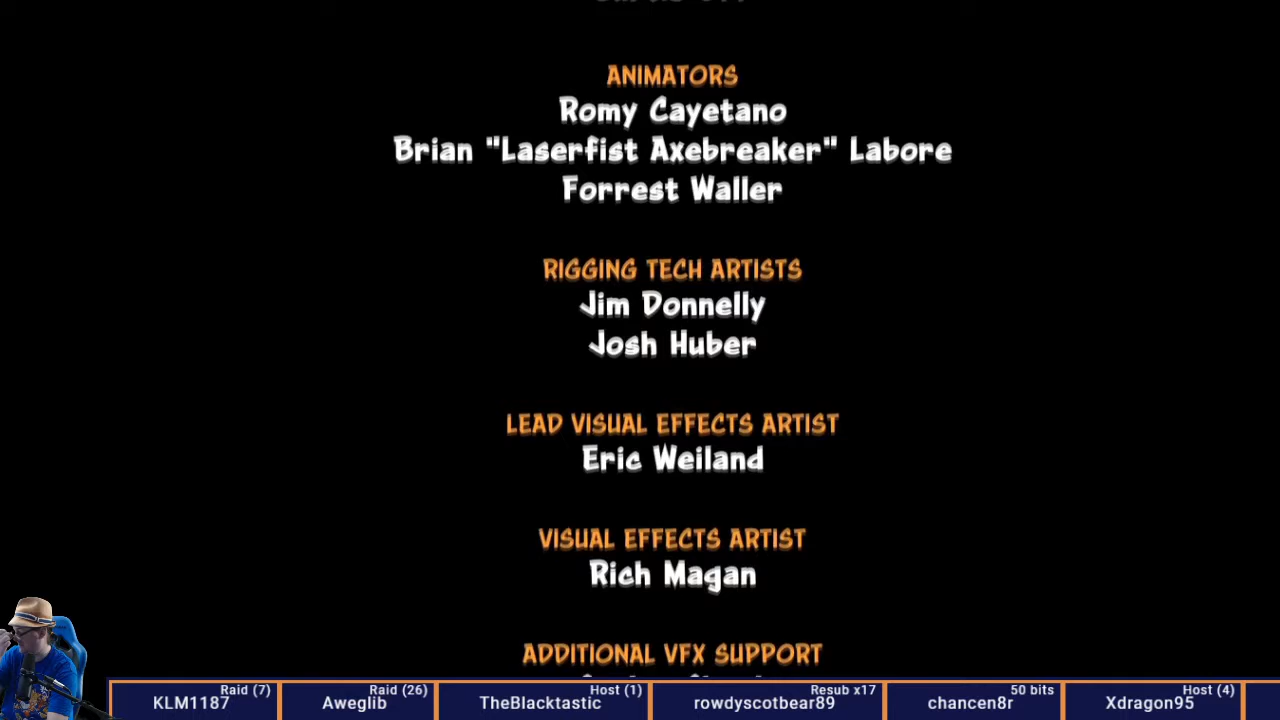 ANIMATORS
Romy Cayetano
Brian "Laserfist Axebreaker" Labore
Forrest Waller
RIGGING TECH ARTISTS
Jim Donnelly
Josh Huber
LEAD VISUAL EFFECTS ARTIST
Eric Weiland
VISUAL EFFECTS ARTIST
Rich Magan
ADDITIONAL VFX SUPPORT
Raid (7)
KLM1187
Raid (26)
Aweglib
Host (1)
TheBlacktastic
Resub x17
rowdyscotbear89
50 bits
chancen8r
Host (4)
Xdragon95